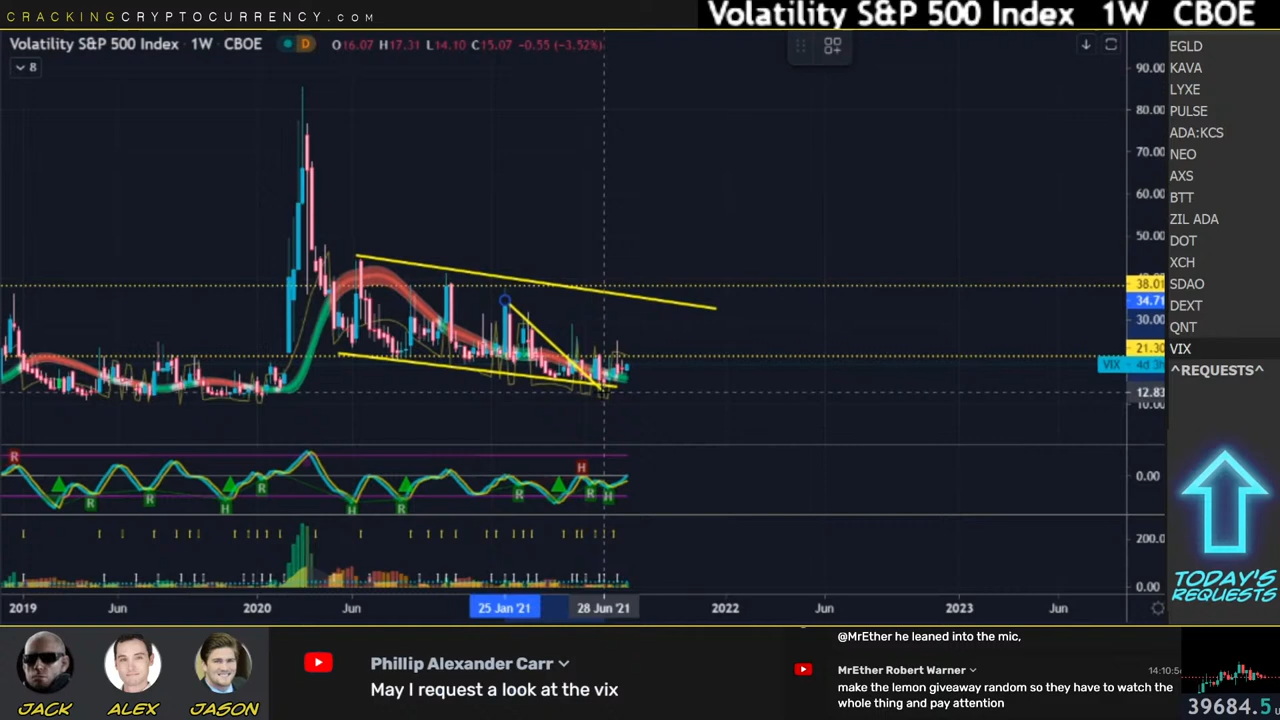 CRACKINGCRYPTOCURRENCY.com
Volatility S&P 500 Index 1W CBOE
Volatility S&P 500 Index · 1W · CBOE D O16.07 H17.31 L14.10 C15.07 -0.55 (-3.52%)
8
90.00
80.00
70.00
60.00
50.00
38.01
34.71
30.00
21.30
VIX 4d 3h
12.83
10.00
R
H
R
R
R
H
R
H
R
R
R
H
0.00
200.0
0.00
2019
Jun
2020
Jun
25 Jan '21
28 Jun '21
2022
Jun
2023
Jun
EGLD
KAVA
LYXE
PULSE
ADA:KCS
NEO
AXS
BTT
ZIL ADA
DOT
XCH
SDAO
DEXT
QNT
VIX
^REQUESTS^
TODAY'S
REQUESTS
JACK
ALEX
JASON
Phillip Alexander Carr
May I request a look at the vix
@MrEther he leaned into the mic,
MrEther Robert Warner
make the lemon giveaway random so they have to watch the
whole thing and pay attention
39684.5